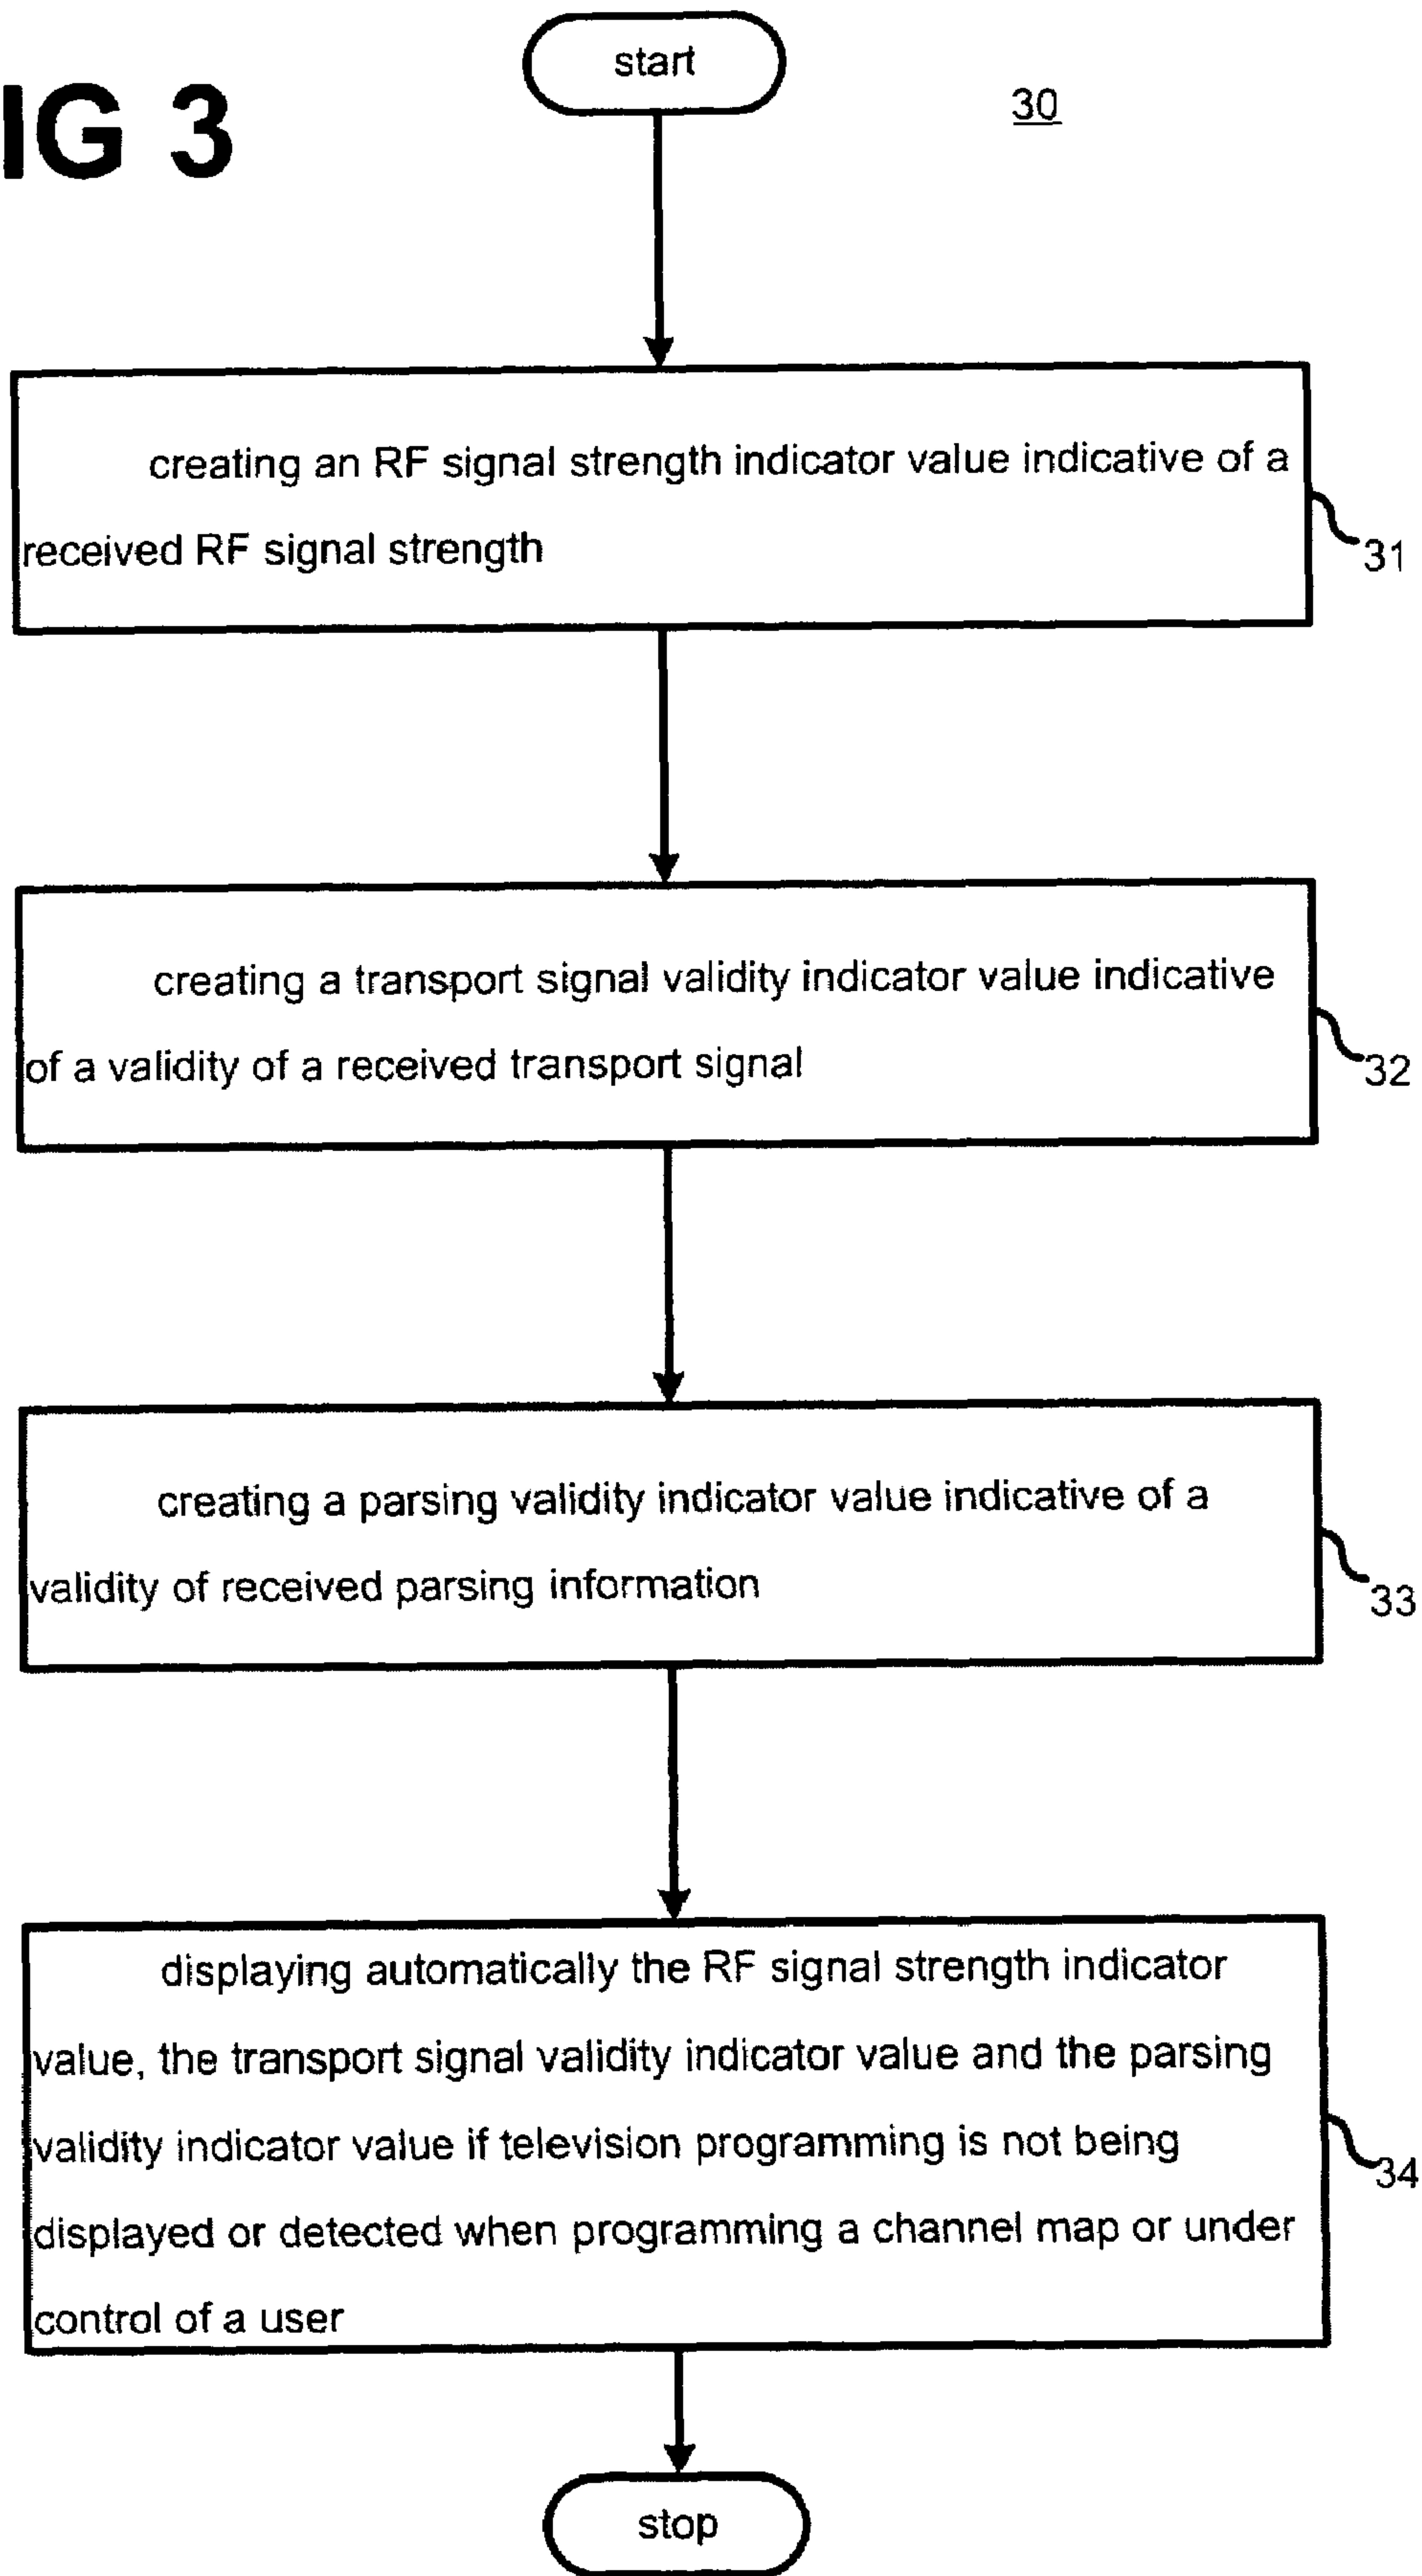 start
IG 3
30
creating an RF signal strength indicator value indicative of a
received RF signal strength
31
creating a transport signal validity indicator value indicative
of a validity of a received transport signal
32
creating a parsing validity indicator value indicative of a
validity of received parsing information
33
displaying automatically the RF signal strength indicator
value, the transport signal validity indicator value and the parsing
validity indicator value if television programming is not being
displayed or detected when programming a channel map or under
control of a user
34
stop